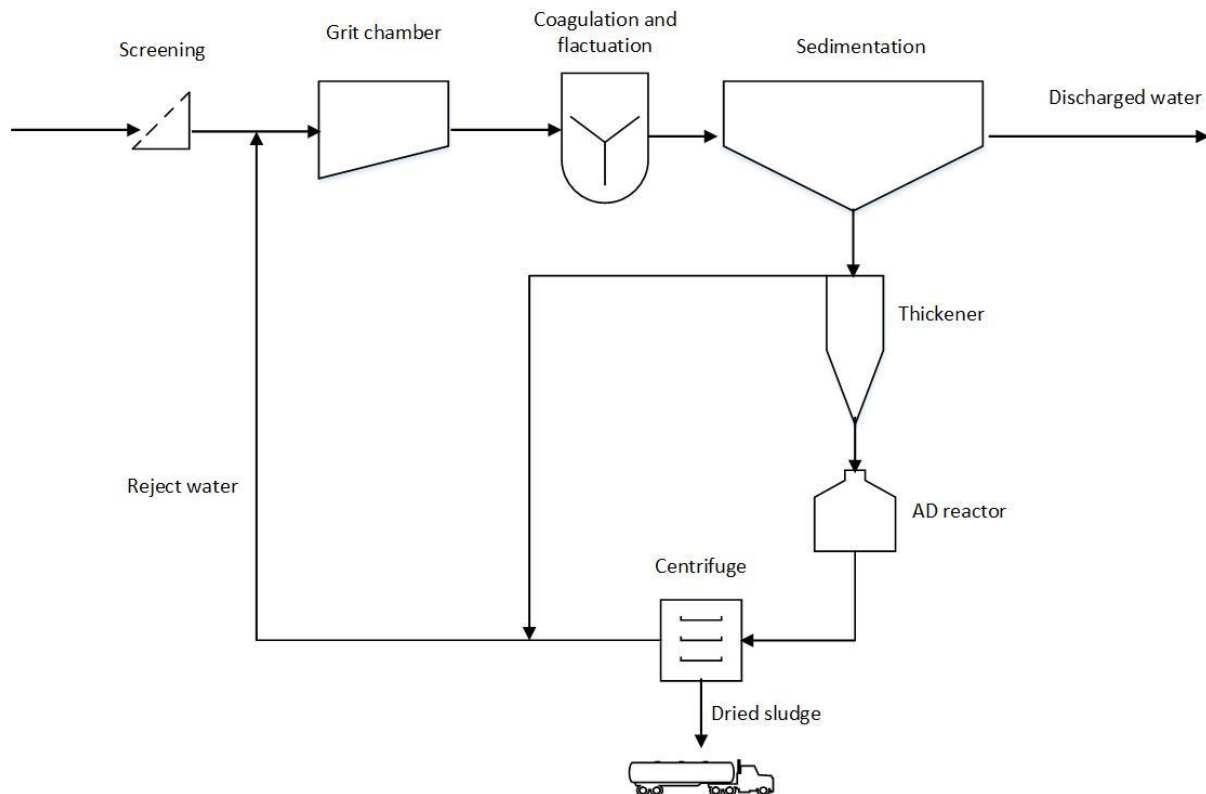 Screening
Grit chamber
Coagulation and
flactuation
Sedimentation
Discharged water
Thickener
AD reactor
Reject water
Centrifuge
Dried sludge